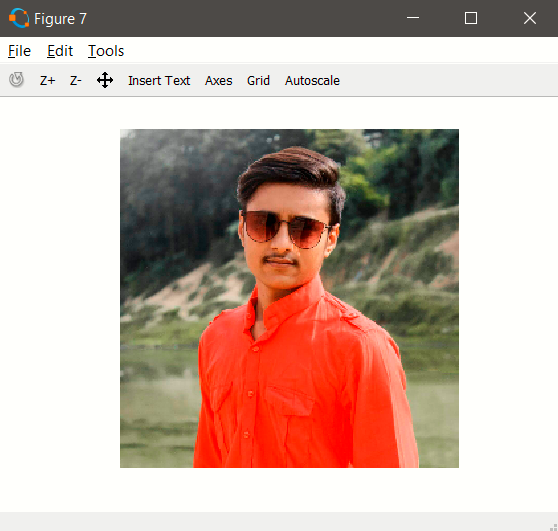 Figure 7
File Edit Tools
Z+ Z- Insert Text Axes Grid Autoscale